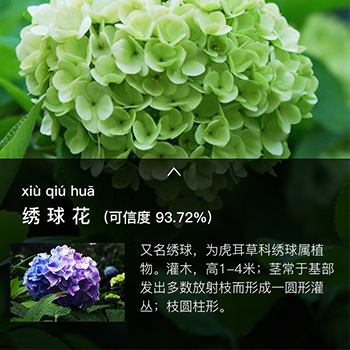 xiù qiú huā
绣球花 (可信度 93.72%)
又名绣球，为虎耳草科绣球属植
物。灌木，高1-4米；茎常于基部
发出多数放射枝而形成一圆形灌
丛；枝圆柱形。